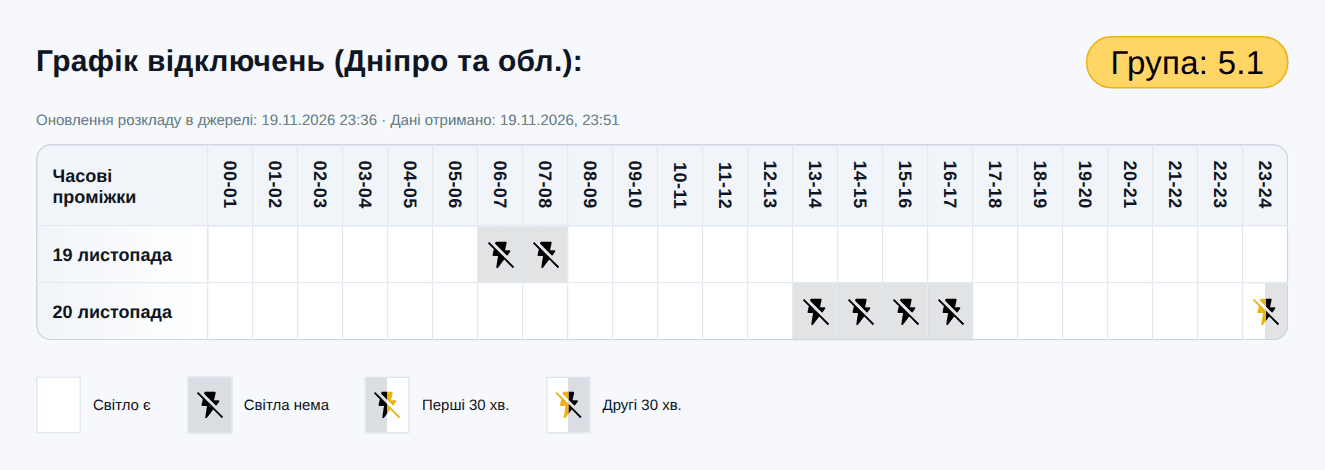 Графік відключень (Дніпро та обл.):
Група: 5.1
Оновлення розкладу в джерелі: 19.11.2026 23:36 · Дані отримано: 19.11.2026, 23:51
Часові
проміжки
00-01
01-02
02-03
03-04
04-05
05-06
06-07
07-08
08-09
09-10
10-11
11-12
12-13
13-14
14-15
15-16
16-17
17-18
18-19
19-20
20-21
21-22
22-23
23-24
19 листопада
20 листопада
Світло є
Світла нема
Перші 30 хв.
Другі 30 хв.